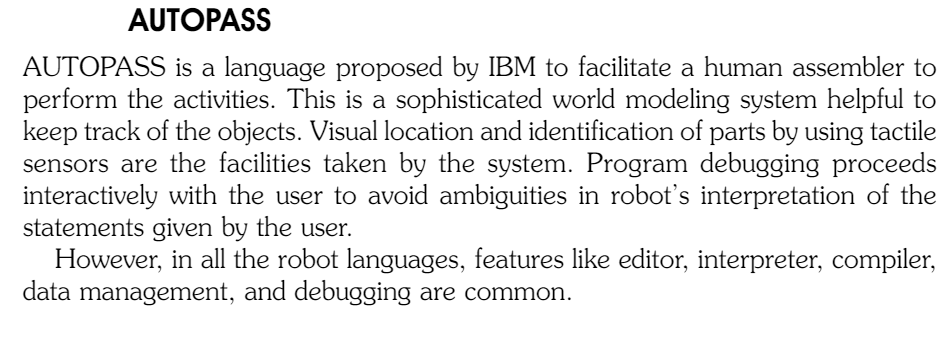 AUTOPASS
AUTOPASS is a language proposed by IBM to facilitate a human assembler to
perform the activities. This is a sophisticated world modeling system helpful to
keep track of the objects. Visual location and identification of parts by using tactile
sensors are the facilities taken by the system. Program debugging proceeds
interactively with the user to avoid ambiguities in robot's interpretation of the
statements given by the user.
However, in all the robot languages, features like editor, interpreter, compiler,
data management, and debugging are common.